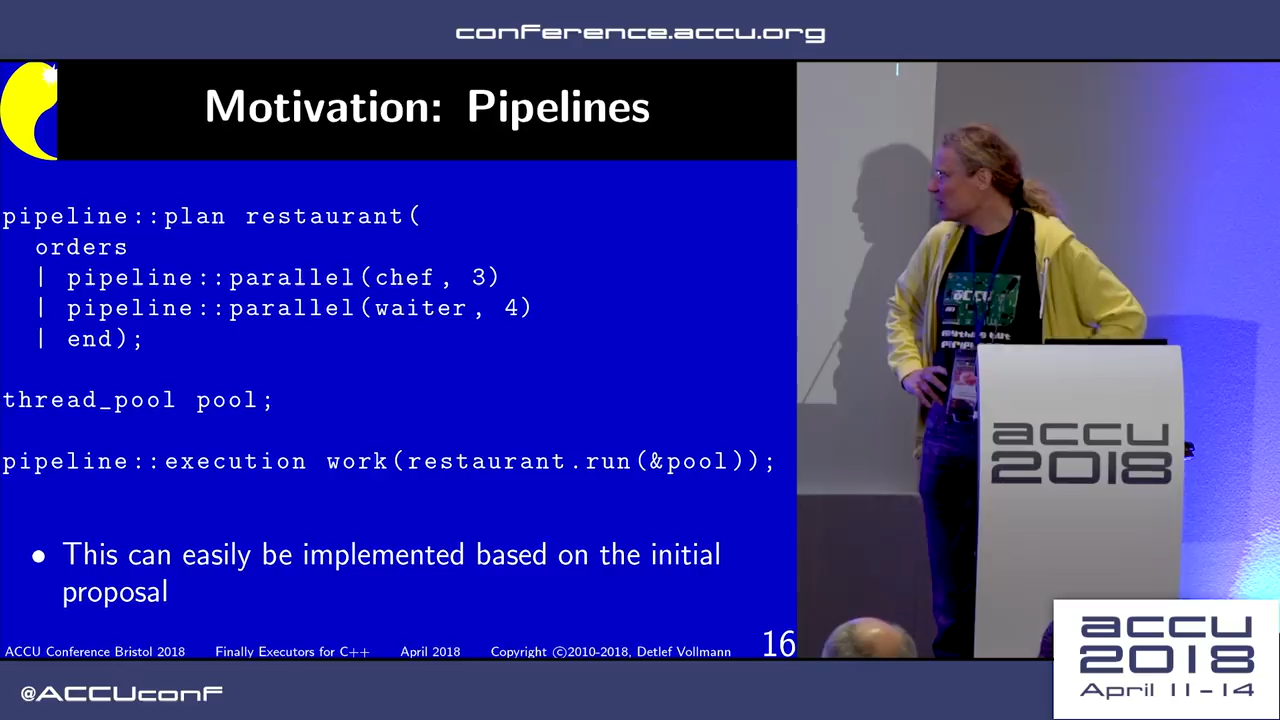 conference.accu.org
Motivation: Pipelines
pipeline::plan restaurant(
orders
| pipeline::parallel(chef, 3)
| pipeline::parallel(waiter, 4)
| end);
thread_pool pool;
pipeline::execution work(restaurant.run(&pool));
• This can easily be implemented based on the initial
proposal
ACCU Conference Bristol 2018 Finally Executors for C++ April 2018 Copyright ©2010-2018, Detlef Vollmann 16
accu
accu
2018
accu
2018
April 11-14
@ACCUconf